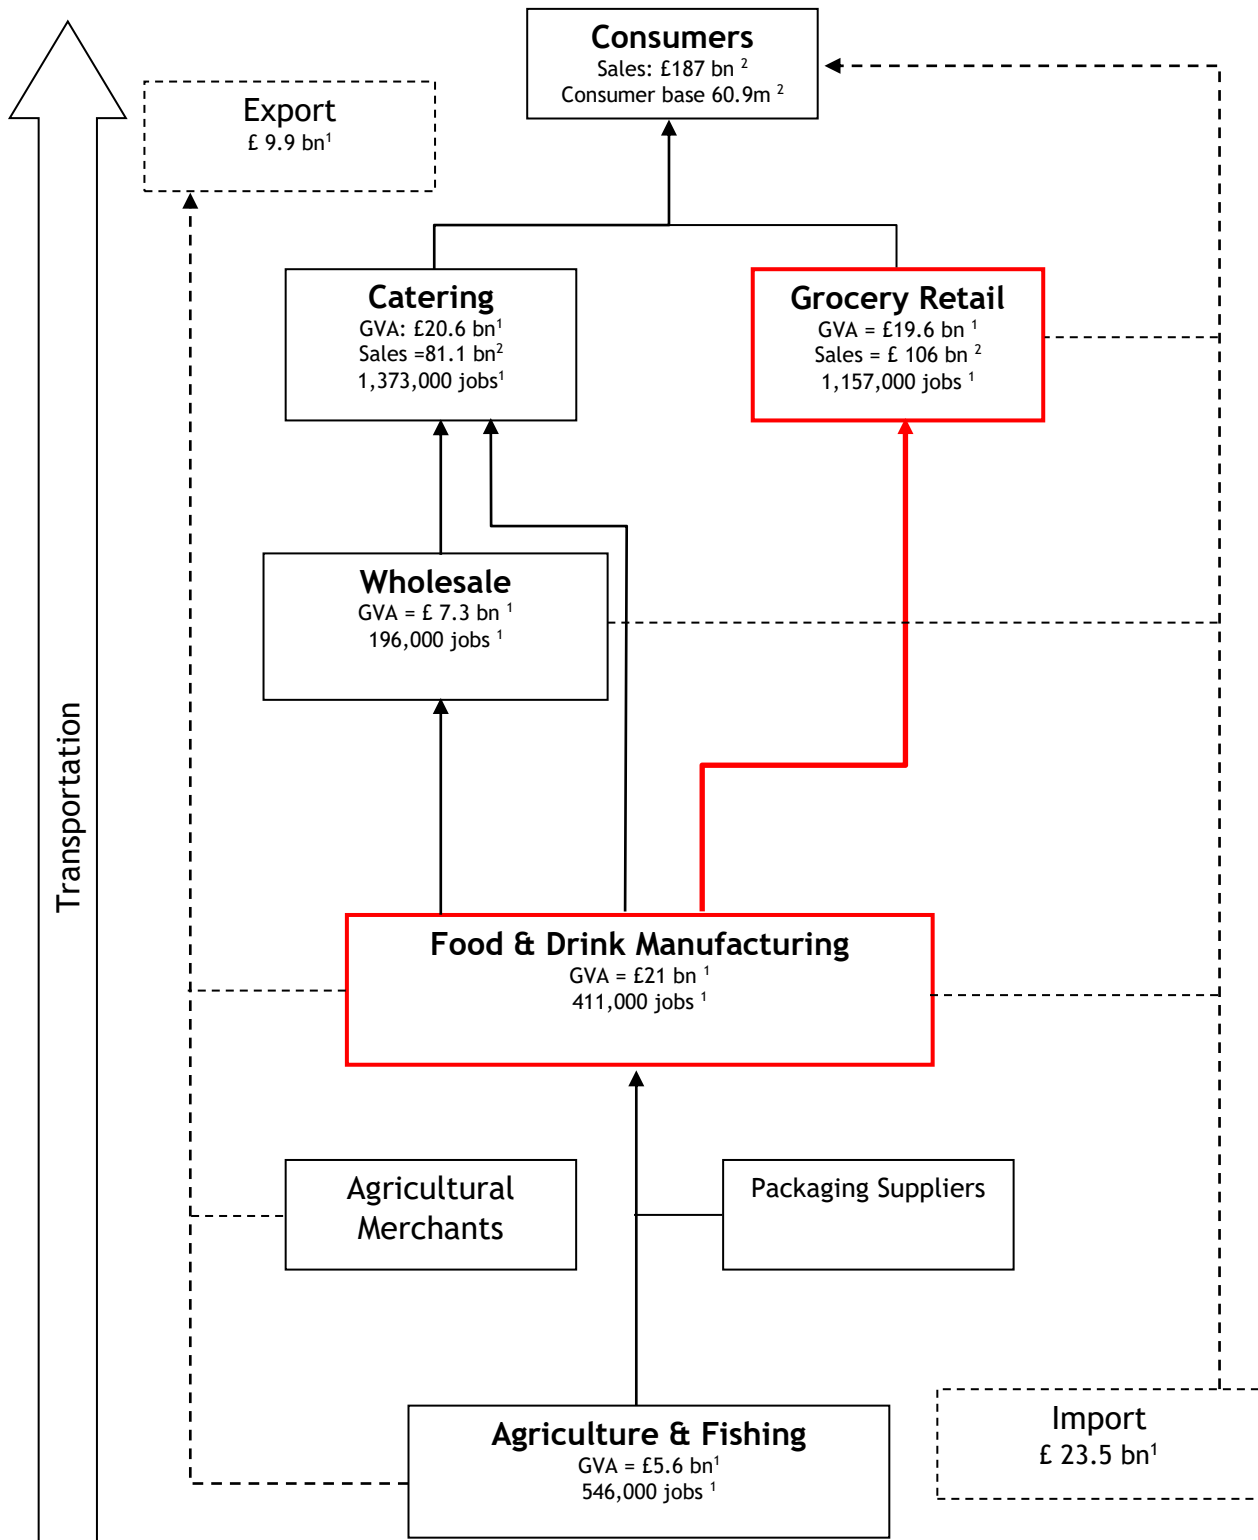 Consumers
Sales: £187 bn ²
Consumer base 60.9m ²
Export
£ 9.9 bn¹
Catering
GVA: £20.6 bn¹
Sales =81.1 bn²
1,373,000 jobs¹
Grocery Retail
GVA = £19.6 bn ¹
Sales = £ 106 bn ²
1,157,000 jobs ¹
Wholesale
GVA = £ 7.3 bn ¹
196,000 jobs ¹
Transportation
Food & Drink Manufacturing
GVA = £21 bn ¹
411,000 jobs ¹
Agricultural
Merchants
Packaging Suppliers
Agriculture & Fishing
GVA = £5.6 bn¹
546,000 jobs ¹
Import
£ 23.5 bn¹